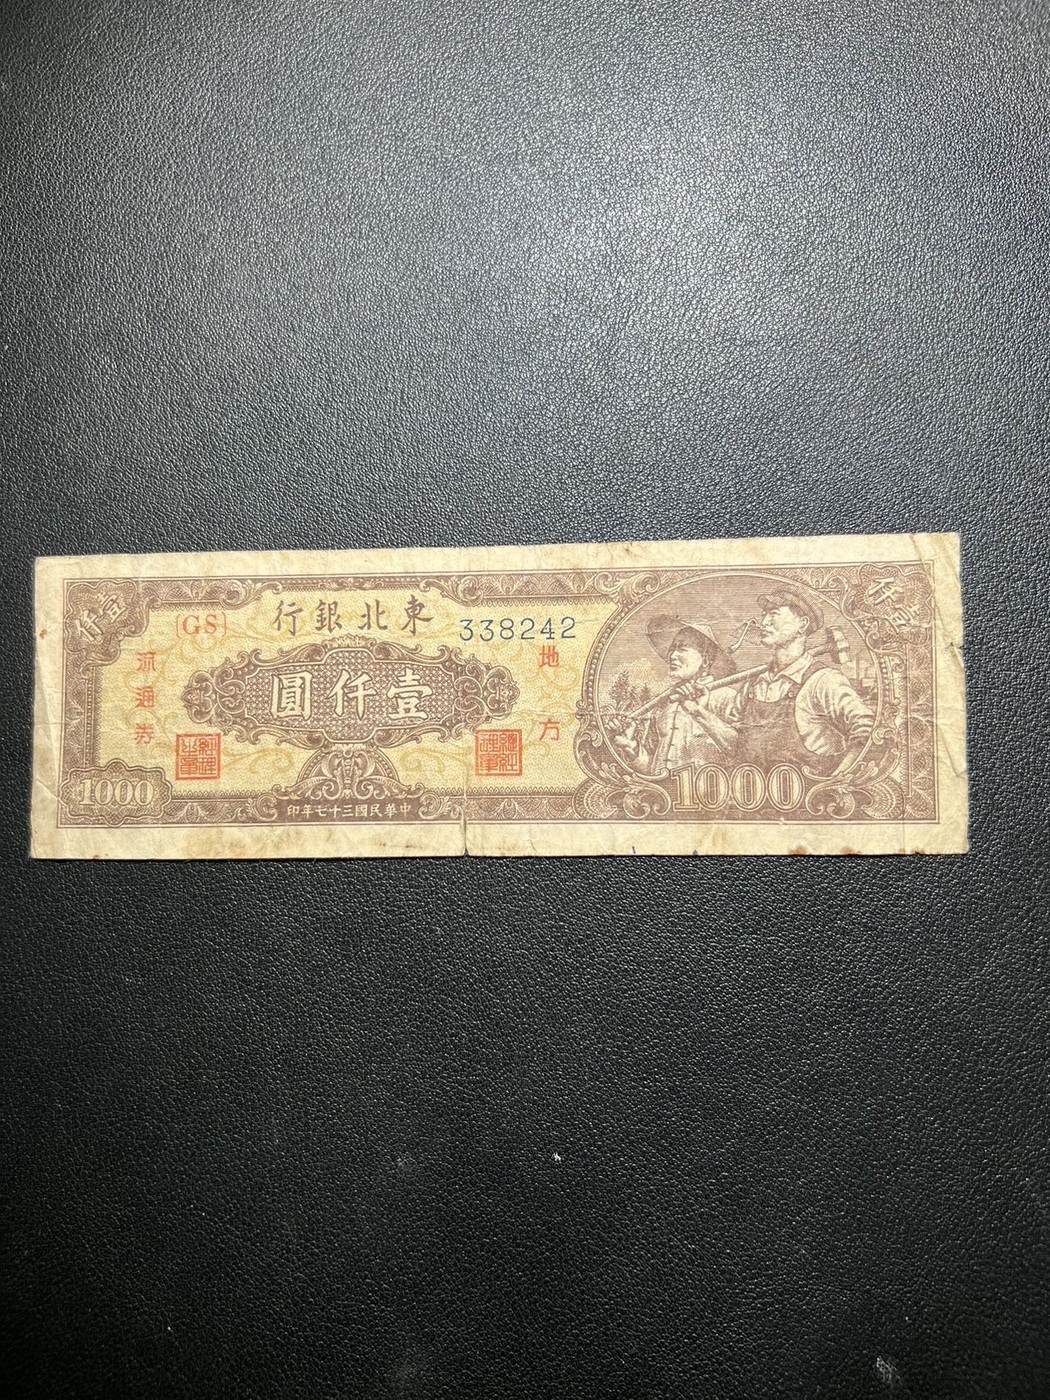 壹仟
壹仟
GS
東北銀行
338242
地方
流通券
壹仟圓
1000
1000
中華民國三十七年印